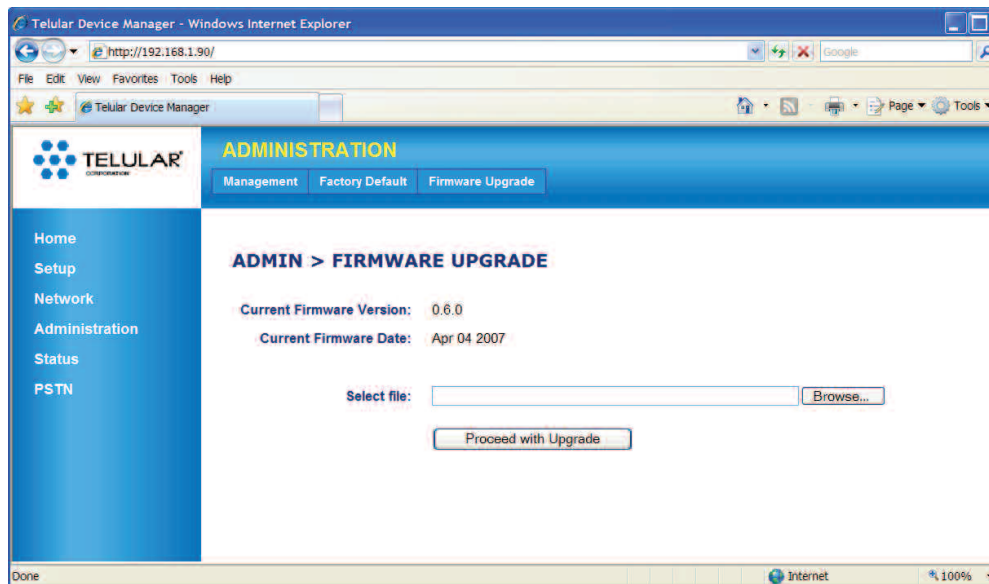 Telular Device Manager - Windows Internet Explorer
http://192.168.1.90/
Google
File Edit View Favorites Tools Help
Telular Device Manager
Page Tools
TELULAR
CORPORATION
ADMINISTRATION
Management Factory Default Firmware Upgrade
Home
Setup
Network
Administration
Status
PSTN
ADMIN > FIRMWARE UPGRADE
Current Firmware Version: 0.6.0
Current Firmware Date: Apr 04 2007
Select file: Browse...
Proceed with Upgrade
Done Internet 100%